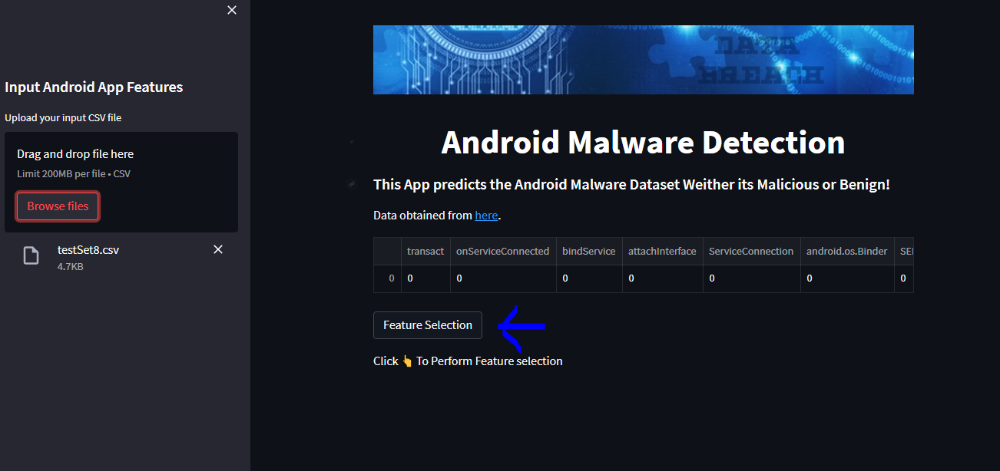 Input Android App Features
Upload your input CSV file
Drag and drop file here
Limit 200MB per file • CSV
Browse files
testSet8.csv
4.7KB
DATA
BREACH
Android Malware Detection
This App predicts the Android Malware Dataset Weither its Malicious or Benign!
Data obtained from here.
transact onServiceConnected bindService attachInterface ServiceConnection android.os.Binder
0 0 0 0 0 0 0 0
Feature Selection
Click 👆 To Perform Feature selection